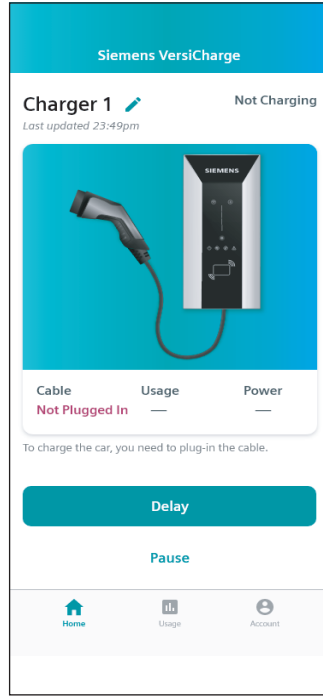 Siemens VersiCharge
Charger 1
Not Charging
Last updated 23:49pm
SIEMENS
Cable Usage Power
Not Plugged In — —
To charge the car, you need to plug-in the cable.
Delay
Pause
Home Usage Account